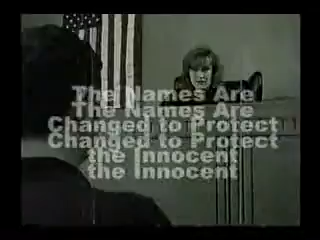 The Names Are
The Names Are
Changed to Protect
Changed to Protect
the Innocent
the Innocent